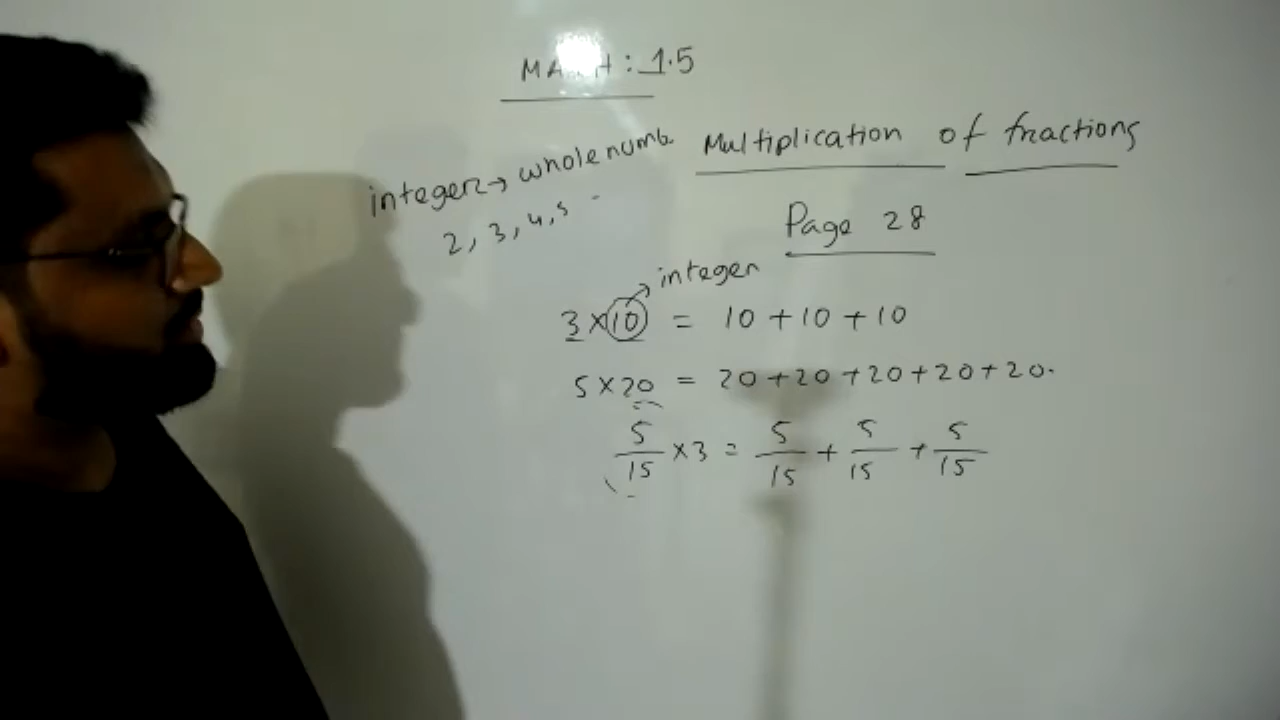 MATH : 1.5
Multiplication of fractions
integer → whole numb
2, 3, 4, 5
Page 28
integer
3 × 10 = 10 + 10 + 10
5 × 20 = 20 + 20 + 20 + 20 + 20.
5/15 × 3 = 5/15 + 5/15 + 5/15